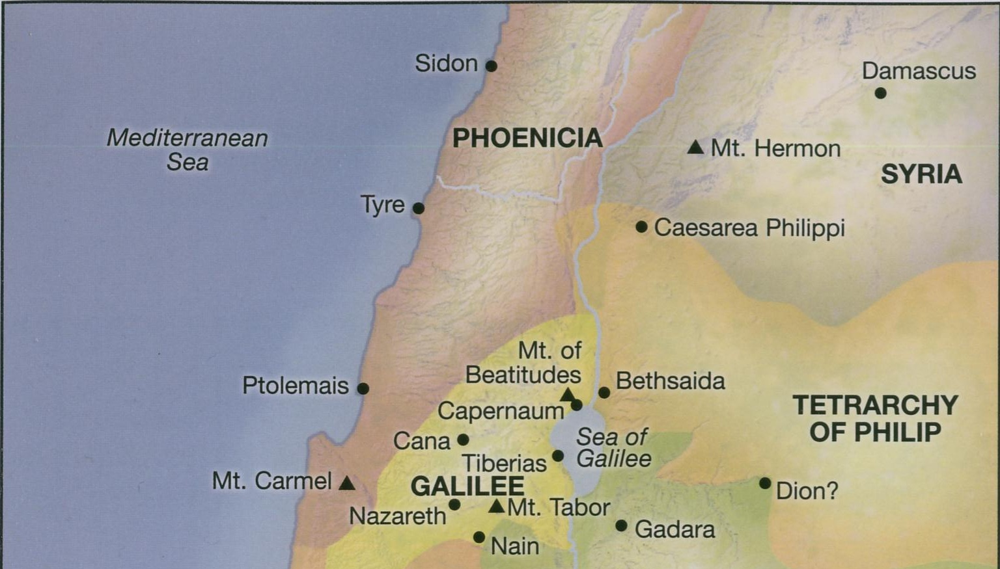 Sidon
Damascus
Mediterranean
Sea
PHOENICIA
Mt. Hermon
SYRIA
Tyre
Caesarea Philippi
Mt. of
Beatitudes
Ptolemais
Bethsaida
Capernaum
TETRARCHY
OF PHILIP
Cana
Sea of
Galilee
Tiberias
Mt. Carmel
GALILEE
Dion?
Nazareth
Mt. Tabor
Gadara
Nain